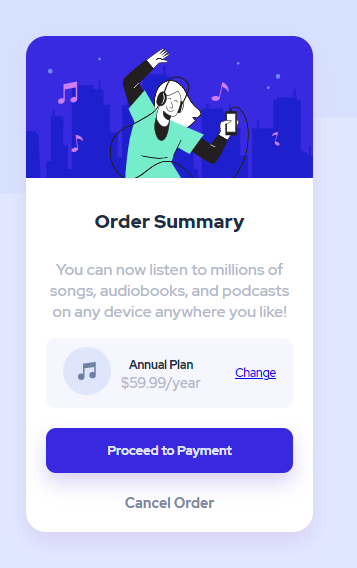 Order Summary
You can now listen to millions of
songs, audiobooks, and podcasts
on any device anywhere you like!
Annual Plan
$59.99/year
Change
Proceed to Payment
Cancel Order